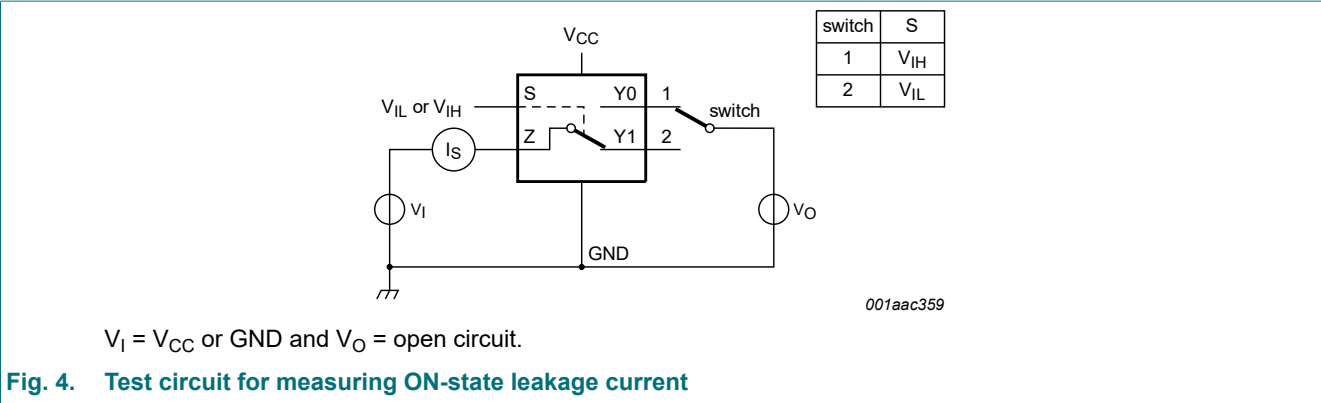 switch S
1 VIH
2 VIL
VCC
S Y0 1
switch
VIL or VIH
Z Y1 2
IS
VI
VO
GND
001aac359
VI = VCC or GND and VO = open circuit.
Fig. 4. Test circuit for measuring ON-state leakage current